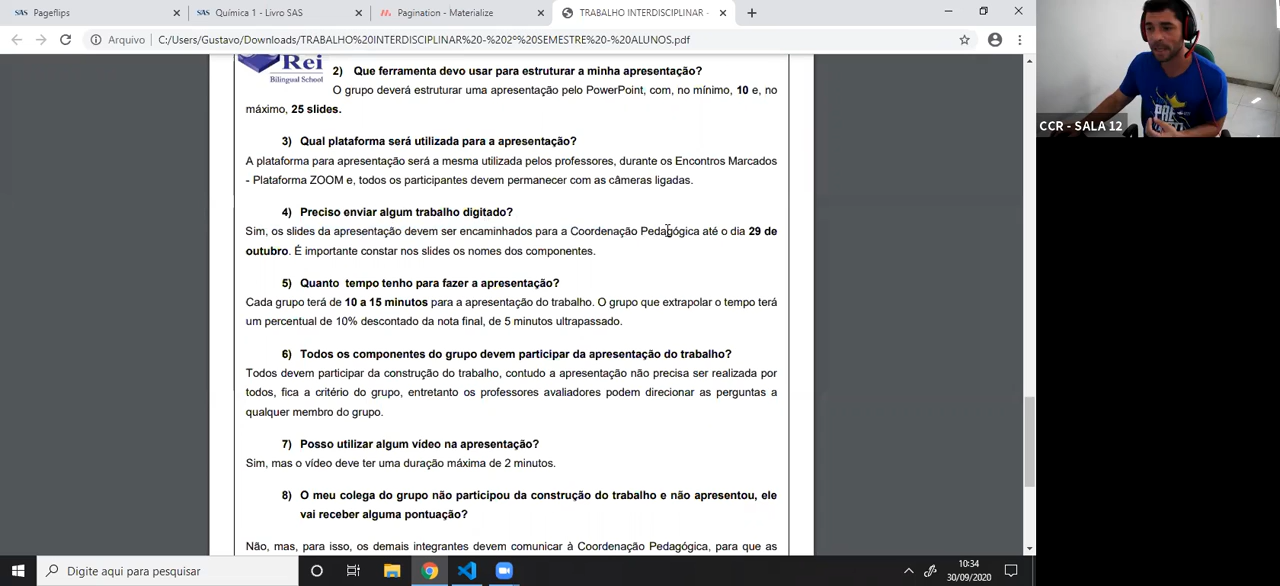 Pageflips
Química 1 - Livro SAS
Pagination - Materialize
TRABALHO INTERDISCIPLINAR -
Arquivo C:/Users/Gustavo/Downloads/TRABALHO%20INTERDISCIPLINAR%20-%202º%20SEMESTRE%20-%20ALUNOS.pdf
CCR - SALA 12
Rei
Bilingual School
2) Que ferramenta devo usar para estruturar a minha apresentação?
O grupo deverá estruturar uma apresentação pelo PowerPoint, com, no mínimo, 10 e, no
máximo, 25 slides.
3) Qual plataforma será utilizada para a apresentação?
A plataforma para apresentação será a mesma utilizada pelos professores, durante os Encontros Marcados
- Plataforma ZOOM e, todos os participantes devem permanecer com as câmeras ligadas.
4) Preciso enviar algum trabalho digitado?
Sim, os slides da apresentação devem ser encaminhados para a Coordenação Pedagógica até o dia 29 de
outubro. É importante constar nos slides os nomes dos componentes.
5) Quanto tempo tenho para fazer a apresentação?
Cada grupo terá de 10 a 15 minutos para a apresentação do trabalho. O grupo que extrapolar o tempo terá
um percentual de 10% descontado da nota final, de 5 minutos ultrapassado.
6) Todos os componentes do grupo devem participar da apresentação do trabalho?
Todos devem participar da construção do trabalho, contudo a apresentação não precisa ser realizada por
todos, fica a critério do grupo, entretanto os professores avaliadores podem direcionar as perguntas a
qualquer membro do grupo.
7) Posso utilizar algum vídeo na apresentação?
Sim, mas o vídeo deve ter uma duração máxima de 2 minutos.
8) O meu colega do grupo não participou da construção do trabalho e não apresentou, ele
vai receber alguma pontuação?
Não, mas, para isso, os demais integrantes devem comunicar à Coordenação Pedagógica, para que as
Digite aqui para pesquisar
10:34
30/09/2020